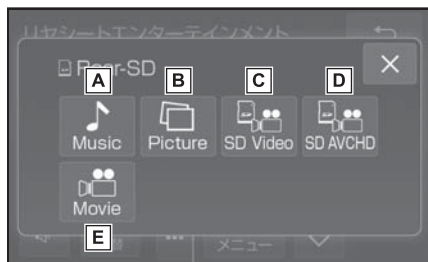 リヤシートエンターテインメント
Rear-SD
A
B
C
D
Music
Picture
SD Video
SD AVCHD
Movie
E
メニュー